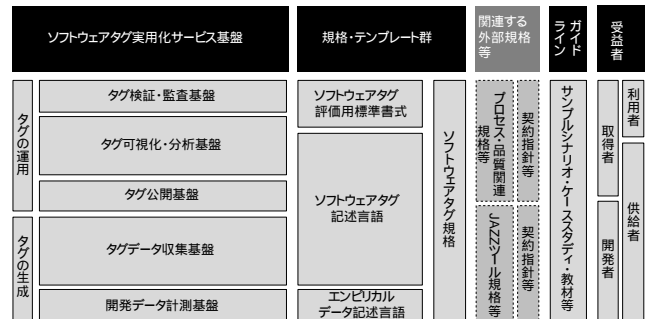 ソフトウェアタグ実用化サービス基盤
規格・テンプレート群
関連する
外部規格
等
ガイド
ライン
受益者
タグの運用
タグ検証・監査基盤
タグ可視化・分析基盤
タグ公開基盤
タグの生成
タグデータ収集基盤
開発データ計測基盤
ソフトウェアタグ
評価用標準書式
ソフトウェアタグ
記述言語
エンピリカル
データ記述言語
ソフトウェアタグ規格
プロセス・品質関連
規格等
契約指針等
JAZZツール規格等
契約指針等
サンプルシナリオ・ケーススタディ・教材等
取得者
開発者
利用者
供給者